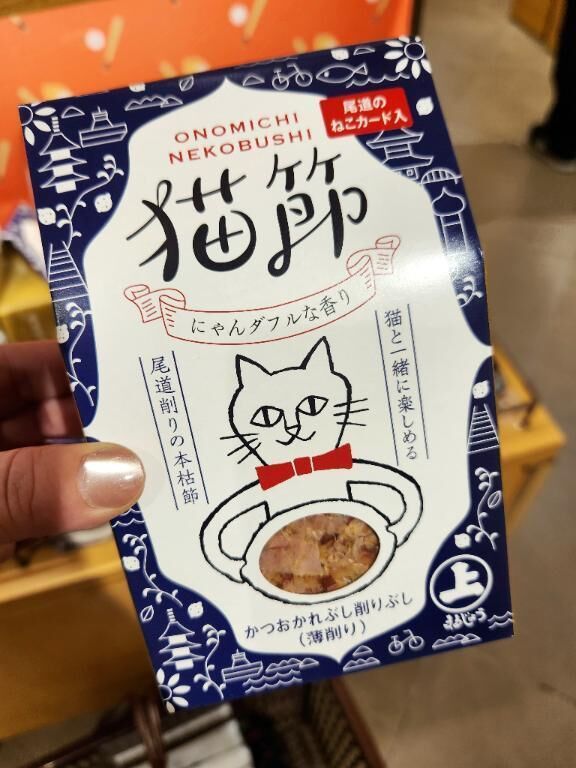 ONOMICHI
NEKOBUSHI
尾道の
ねこカード入
猫節
にゃんダフルな香り
猫と一緒に楽しめる
尾道削りの本枯節
かつおかれぶし削りぶし
(薄削り)
上